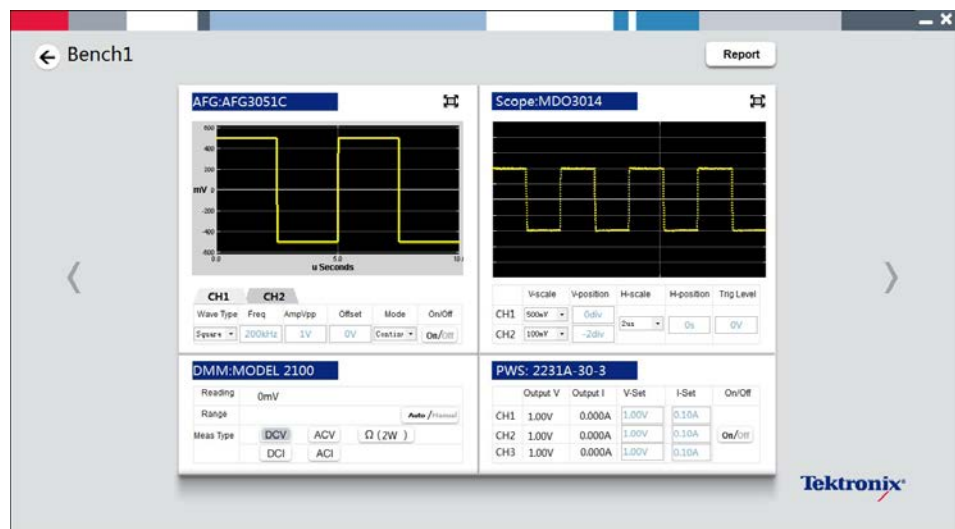 Bench1
Report
AFG:AFG3051C
600
400
200
mV 0
-200
-400
-600
0.0 5.0 10.0
u Seconds
CH1 CH2
Wave Type Freq AmpVpp Offset Mode On/Off
Square 200kHz 1V 0V Continu On/Off
Scope:MDO3014
V-scale V-position H-scale H-position Trig Level
CH1 500mV 0div 2us 0s 0V
CH2 100mV -2div
DMM:MODEL 2100
Reading 0mV
Range Auto /Manual
Meas Type DCV ACV Ω ( 2W )
DCI ACI
PWS: 2231A-30-3
Output V Output I V-Set I-Set On/Off
CH1 1.00V 0.000A 1.00V 0.10A
CH2 1.00V 0.000A 1.00V 0.10A On/Off
CH3 1.00V 0.000A 1.00V 0.10A
Tektronix